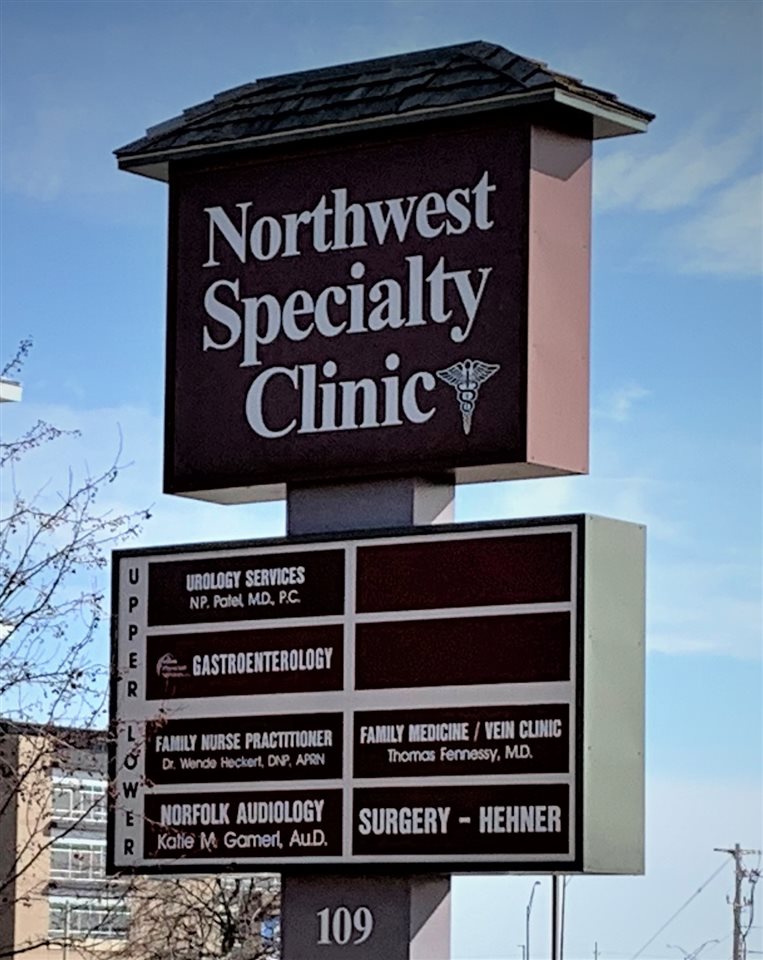 Northwest
Specialty
Clinic
UPPER
UROLOGY SERVICES
N.P. Patel, M.D., P.C.
GASTROENTEROLOGY
LOWER
FAMILY NURSE PRACTITIONER
Dr. Wende Heckert, DNP, APRN
FAMILY MEDICINE / VEIN CLINIC
Thomas Fennessy, M.D.
NORFOLK AUDIOLOGY
Katie M. Gamerl, Au.D.
SURGERY - HEHNER
109